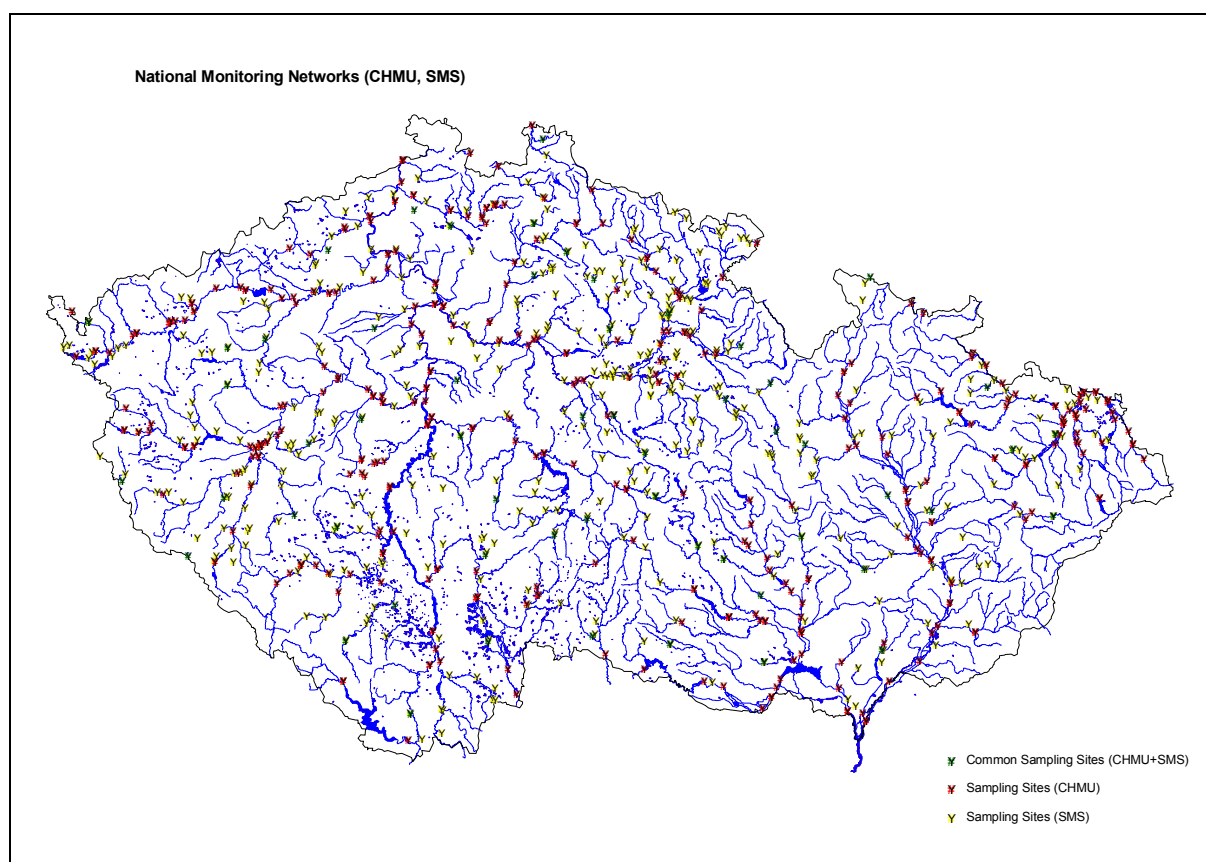 National Monitoring Networks (CHMU, SMS)
Common Sampling Sites (CHMU+SMS)
Sampling Sites (CHMU)
Sampling Sites (SMS)